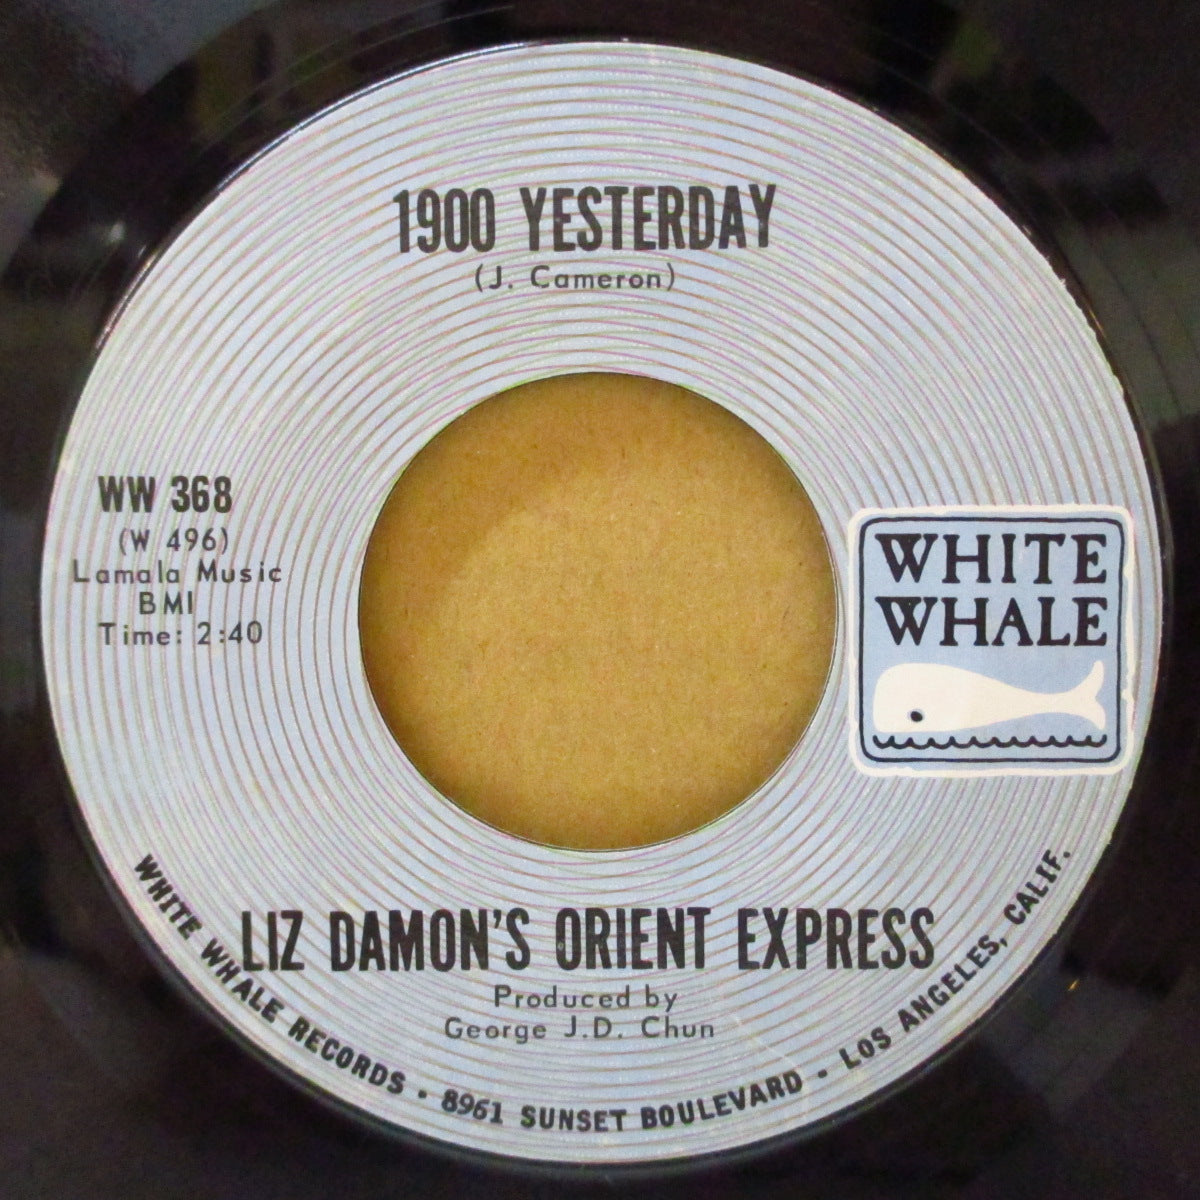 1900 YESTERDAY
(J. Cameron)
WW 368
(W 496)
Lamala Music
BMI
Time: 2:40
WHITE
WHALE
LIZ DAMON'S ORIENT EXPRESS
Produced by
George J.D. Chun
WHITE WHALE RECORDS · 8961 SUNSET BOULEVARD · LOS ANGELES, CALIF.